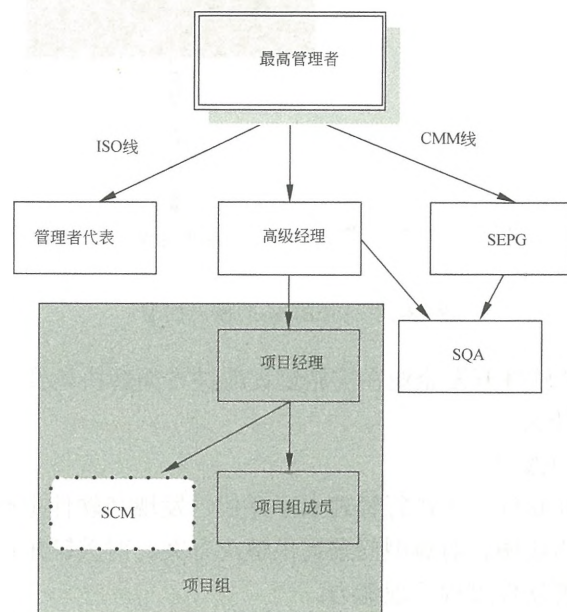 最高管理者
ISO线
CMM线
管理者代表
高级经理
SEPG
项目经理
SQA
SCM
项目组成员
项目组